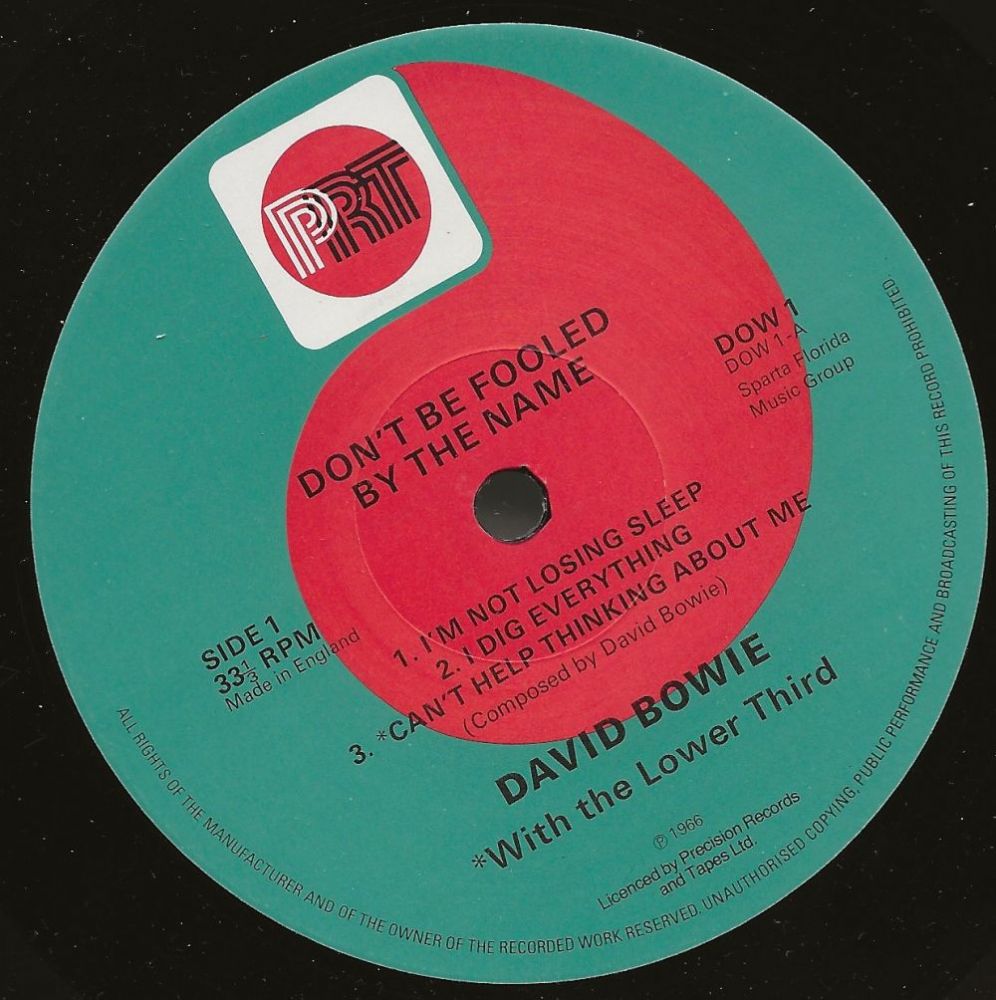 PRT
DON'T BE FOOLED
BY THE NAME
DOW 1
DOW 1-A
Sparta Florida
Music Group
SIDE 1
33⅓ RPM
Made in England
1. I'M NOT LOSING SLEEP
2. I DIG EVERYTHING
3. *CAN'T HELP THINKING ABOUT ME
(Composed by David Bowie)
DAVID BOWIE
*With the Lower Third
℗ 1966
Licenced by Precision Records
and Tapes Ltd.
ALL RIGHTS OF THE MANUFACTURER AND OF THE OWNER OF THE RECORDED WORK RESERVED. UNAUTHORISED COPYING, PUBLIC PERFORMANCE AND BROADCASTING OF THIS RECORD PROHIBITED